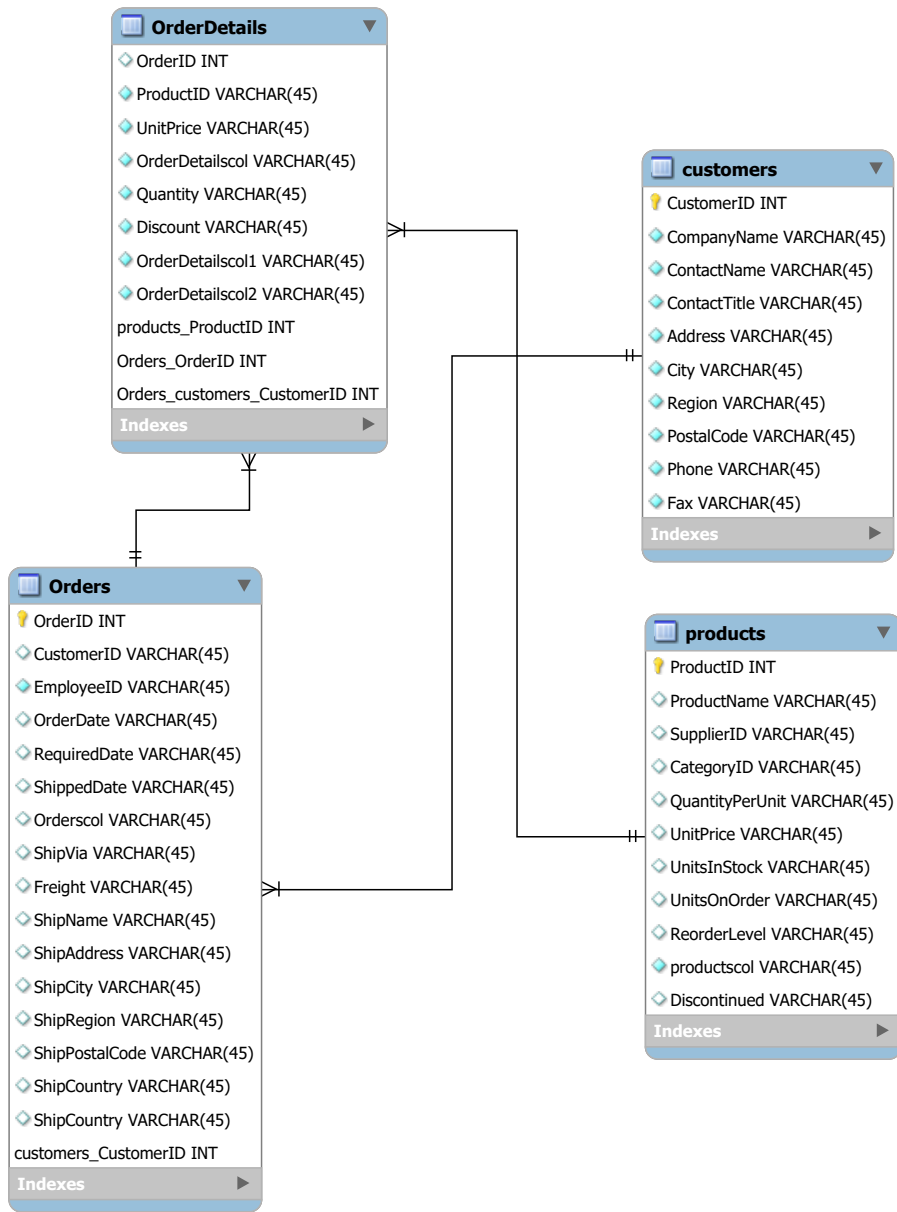 OrderDetails
OrderID INT
ProductID VARCHAR(45)
UnitPrice VARCHAR(45)
OrderDetailscol VARCHAR(45)
Quantity VARCHAR(45)
Discount VARCHAR(45)
OrderDetailscol1 VARCHAR(45)
OrderDetailscol2 VARCHAR(45)
products_ProductID INT
Orders_OrderID INT
Orders_customers_CustomerID INT
Indexes
customers
CustomerID INT
CompanyName VARCHAR(45)
ContactName VARCHAR(45)
ContactTitle VARCHAR(45)
Address VARCHAR(45)
City VARCHAR(45)
Region VARCHAR(45)
PostalCode VARCHAR(45)
Phone VARCHAR(45)
Fax VARCHAR(45)
Indexes
Orders
OrderID INT
CustomerID VARCHAR(45)
EmployeeID VARCHAR(45)
OrderDate VARCHAR(45)
RequiredDate VARCHAR(45)
ShippedDate VARCHAR(45)
Orderscol VARCHAR(45)
ShipVia VARCHAR(45)
Freight VARCHAR(45)
ShipName VARCHAR(45)
ShipAddress VARCHAR(45)
ShipCity VARCHAR(45)
ShipRegion VARCHAR(45)
ShipPostalCode VARCHAR(45)
ShipCountry VARCHAR(45)
ShipCountry VARCHAR(45)
customers_CustomerID INT
Indexes
products
ProductID INT
ProductName VARCHAR(45)
SupplierID VARCHAR(45)
CategoryID VARCHAR(45)
QuantityPerUnit VARCHAR(45)
UnitPrice VARCHAR(45)
UnitsInStock VARCHAR(45)
UnitsOnOrder VARCHAR(45)
ReorderLevel VARCHAR(45)
productscol VARCHAR(45)
Discontinued VARCHAR(45)
Indexes